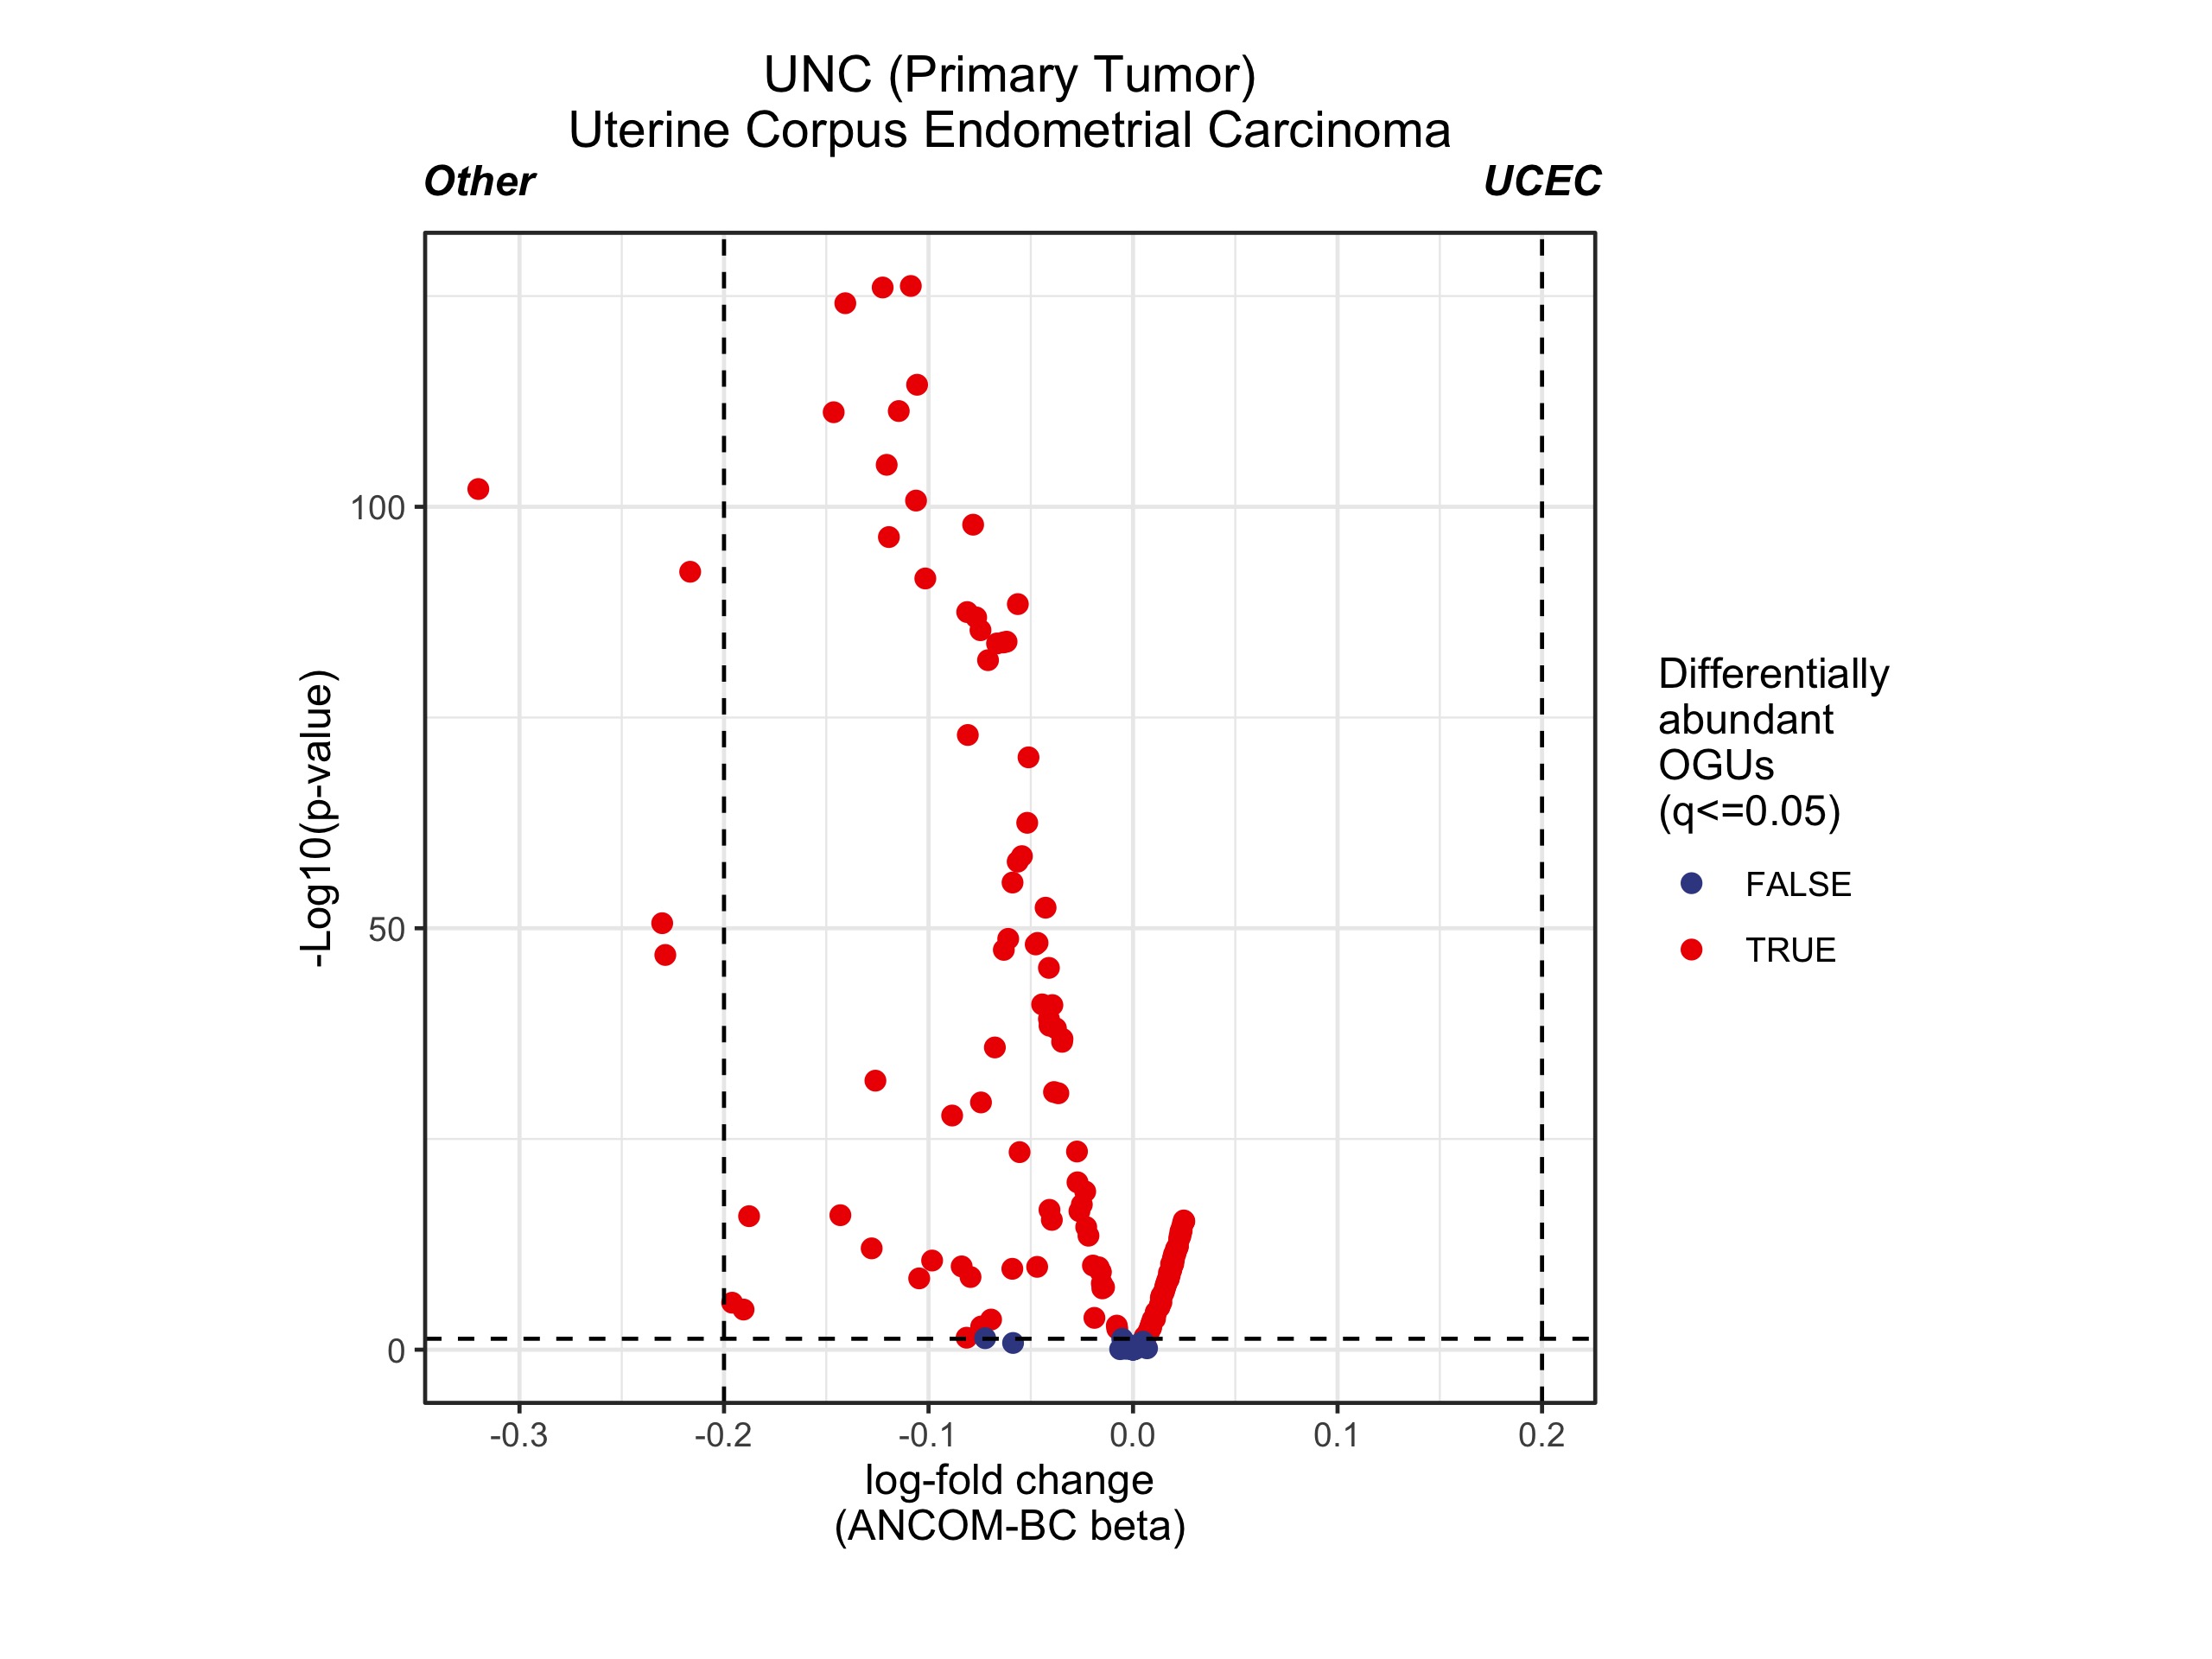 UNC (Primary Tumor)
Uterine Corpus Endometrial Carcinoma
Other
UCEC
100
50
0
-Log10(p-value)
-0.3
-0.2
-0.1
0.0
0.1
0.2
log-fold change
(ANCOM-BC beta)
Differentially
abundant
OGUs
(q<=0.05)
FALSE
TRUE